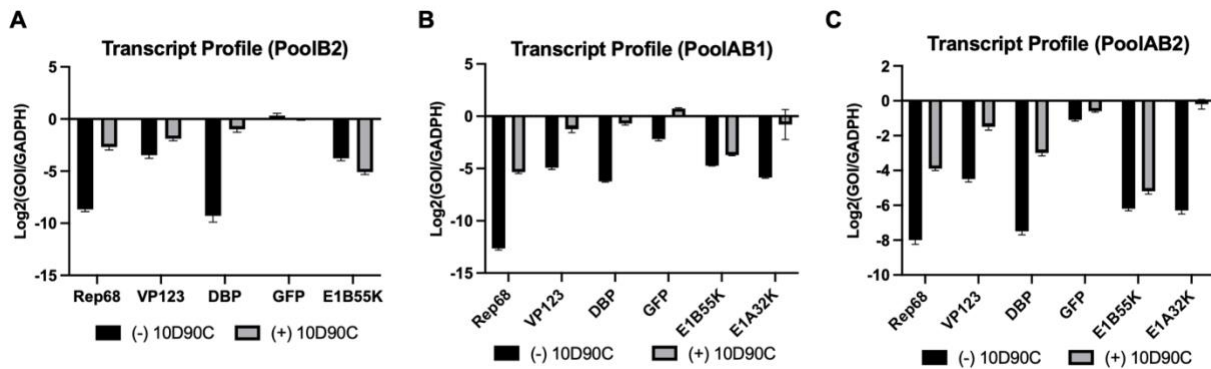 A
Transcript Profile (PoolB2)
Log2(GOI/GADPH)
5
0
-5
-10
-15
Rep68 VP123 DBP GFP E1B55K
(-) 10D90C (+) 10D90C
B
Transcript Profile (PoolAB1)
Log2(GOI/GADPH)
5
0
-5
-10
-15
Rep68 VP123 DBP GFP E1B55K E1A32K
(-) 10D90C (+) 10D90C
C
Transcript Profile (PoolAB2)
Log2(GOI/GADPH)
2
0
-2
-4
-6
-8
-10
Rep68 VP123 DBP GFP E1B55K E1A32K
(-) 10D90C (+) 10D90C